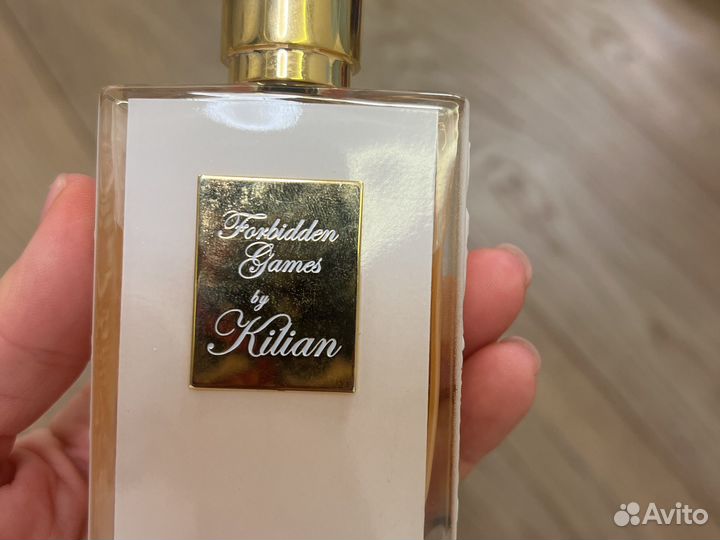 Forbidden
Games
by
Kilian
Avito